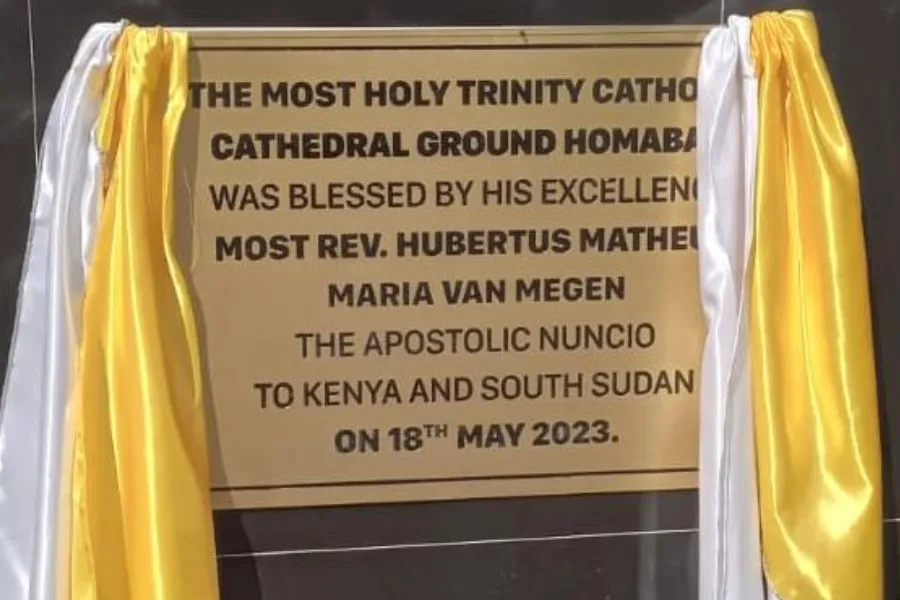 THE MOST HOLY TRINITY CATHO
CATHEDRAL GROUND HOMABA
WAS BLESSED BY HIS EXCELLENC
MOST REV. HUBERTUS MATHEU
MARIA VAN MEGEN
THE APOSTOLIC NUNCIO
TO KENYA AND SOUTH SUDAN
ON 18TH MAY 2023.